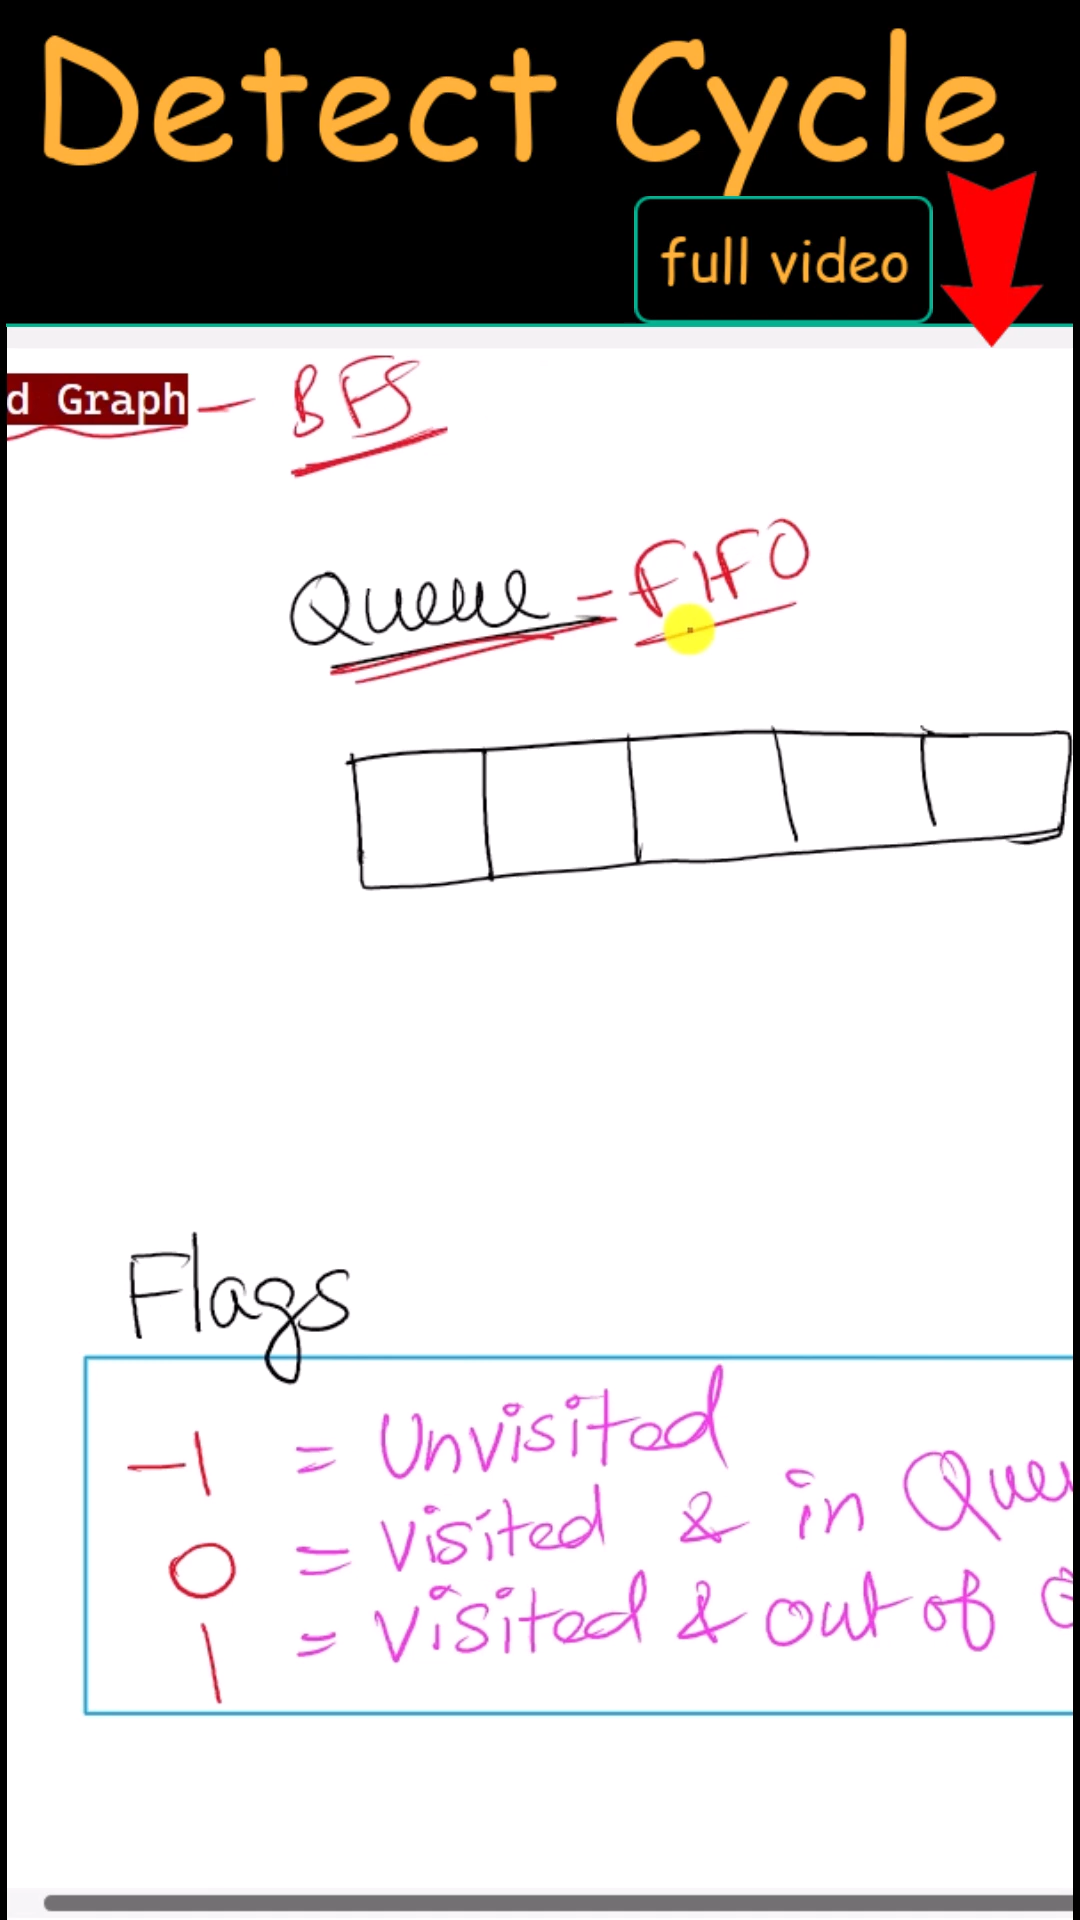 Detect Cycle
full video
d Graph - BFS
Queue - FIFO
Flags
-1 = Unvisited
0 = Visited & in Que
1 = Visited & out of